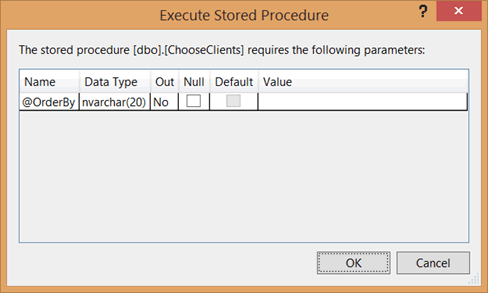 Execute Stored Procedure
?
The stored procedure [dbo].[ChooseClients] requires the following parameters:
Name Data Type Out Null Default Value
@OrderBy nvarchar(20) No
OK Cancel